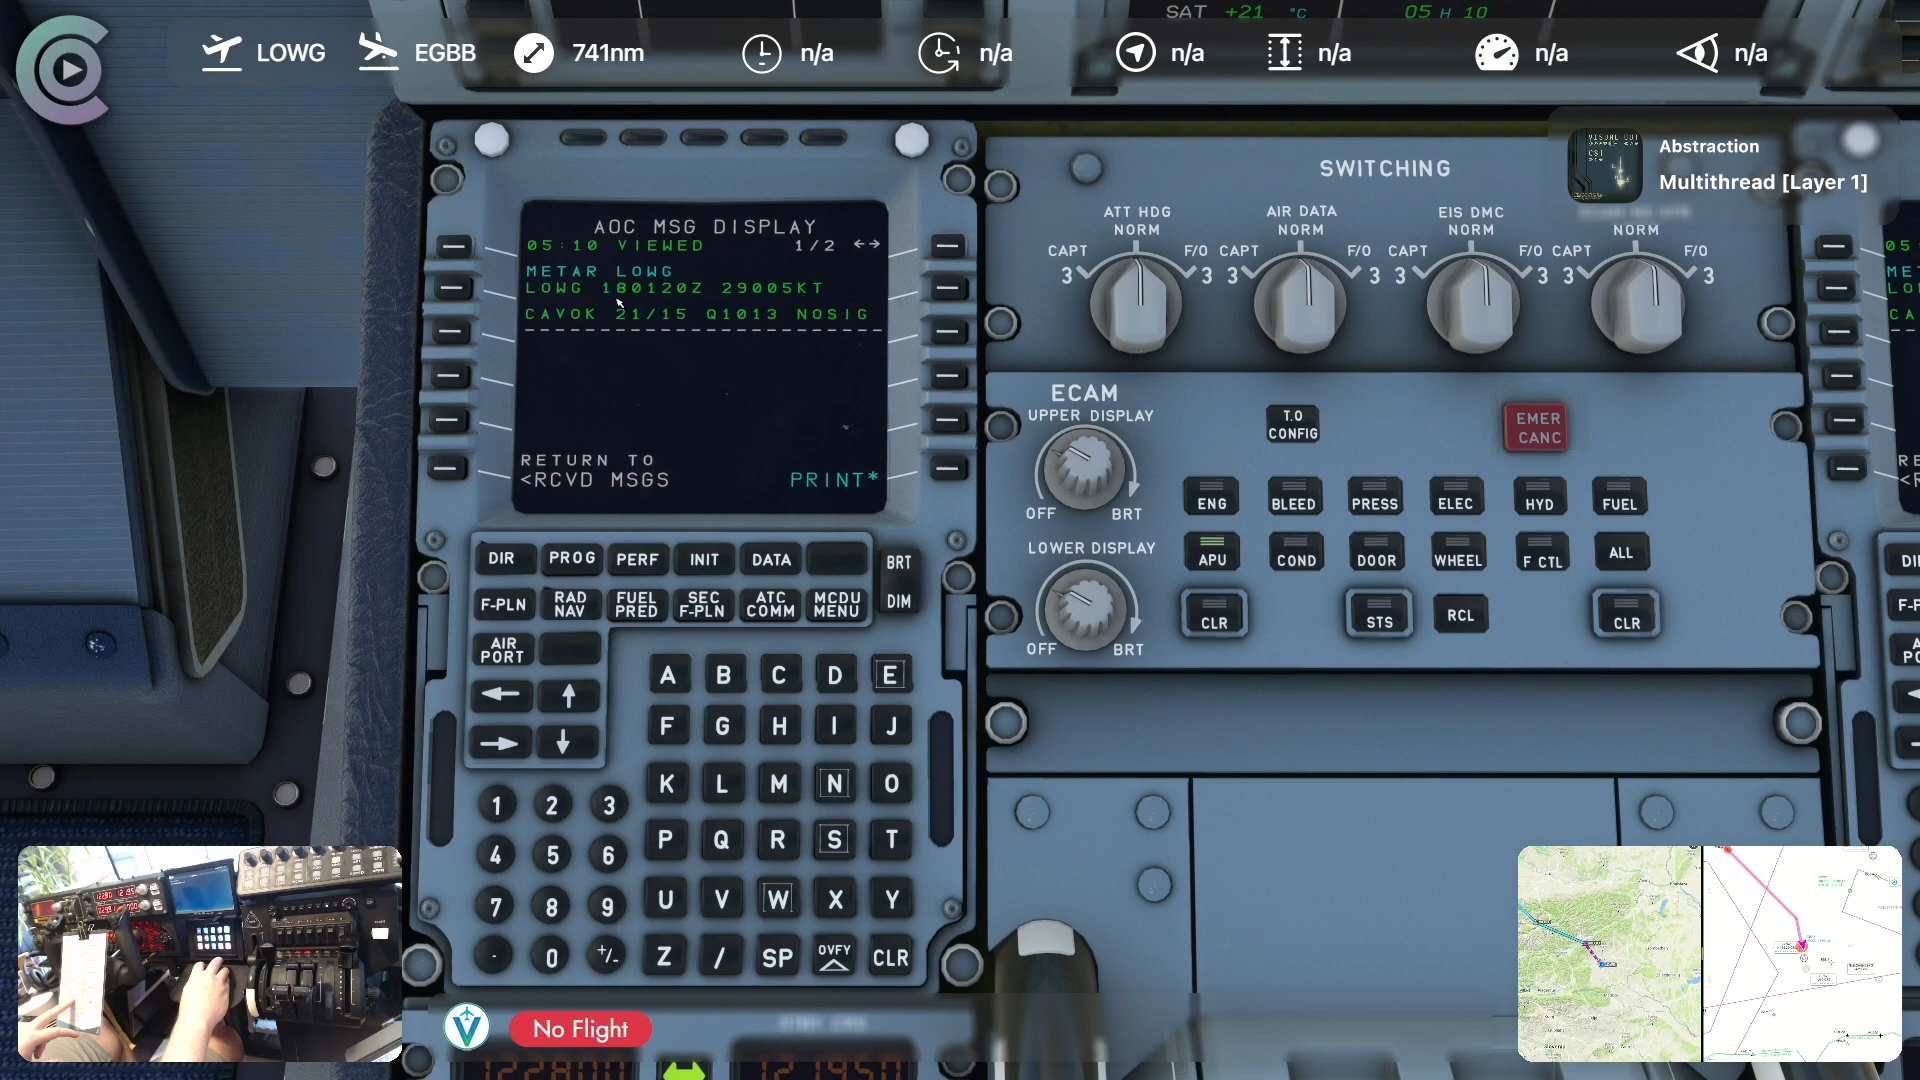 SAT +21 °C
05 H 10
LOWG
EGBB
741nm
n/a
n/a
n/a
n/a
n/a
n/a
Abstraction
Multithread [Layer 1]
AOC MSG DISPLAY
05:10 VIEWED 1/2 ←→
METAR LOWG
LOWG 180120Z 29005KT
CAVOK 21/15 Q1013 NOSIG
RETURN TO
<RCVD MSGS PRINT*
SWITCHING
ATT HDG
NORM
CAPT
3
F/O
3
AIR DATA
NORM
CAPT
3
F/O
3
EIS DMC
NORM
CAPT
3
F/O
3
NORM
CAPT
3
F/O
3
ECAM
UPPER DISPLAY
OFF
BRT
LOWER DISPLAY
OFF
BRT
T.O
CONFIG
EMER
CANC
ENG
BLEED
PRESS
ELEC
HYD
FUEL
APU
COND
DOOR
WHEEL
F CTL
ALL
CLR
STS
RCL
CLR
DIR
PROG
PERF
INIT
DATA
BRT
DIM
F-PLN
RAD
NAV
FUEL
PRED
SEC
F-PLN
ATC
COMM
MCDU
MENU
AIR
PORT
A B C D E
F G H I J
K L M N O
P Q R S T
U V W X Y
Z / SP OVFY CLR
1 2 3
4 5 6
7 8 9
. 0 +/-
No Flight